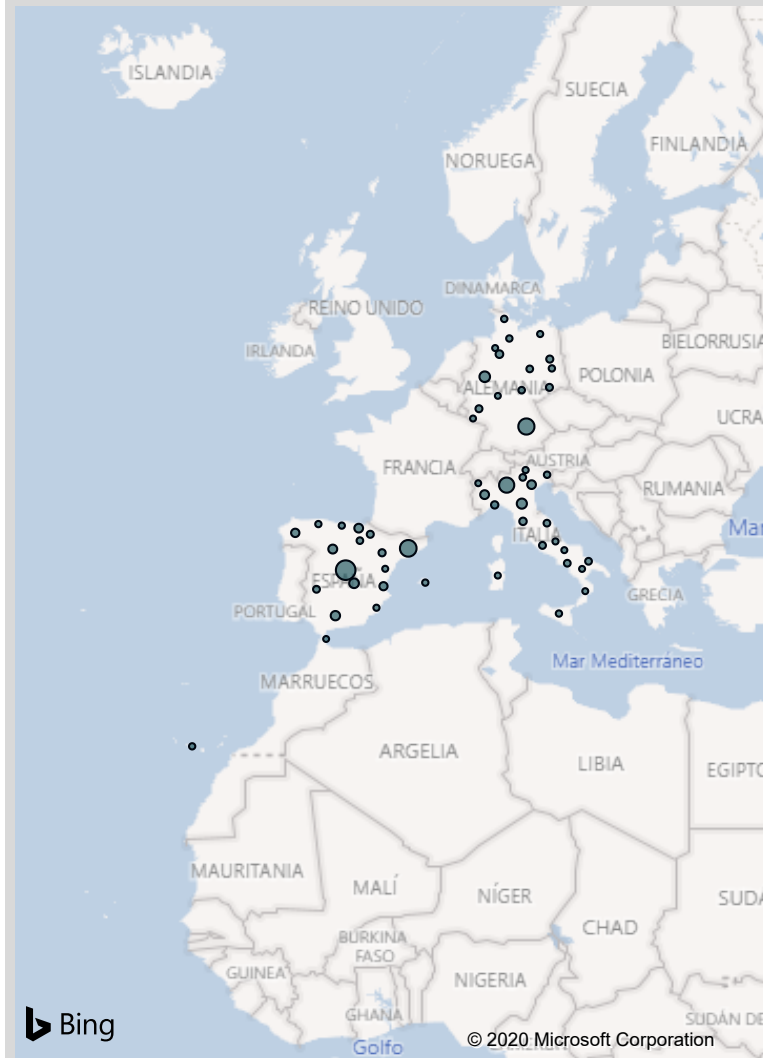 ISLANDIA
SUECIA
FINLANDIA
NORUEGA
DINAMARCA
REINO UNIDO
IRLANDA
BIELORRUSIA
POLONIA
ALEMANIA
UCRA
AUSTRIA
FRANCIA
RUMANIA
Mar
ITALIA
ESPAÑA
PORTUGAL
GRECIA
Mar Mediterráneo
MARRUECOS
ARGELIA
LIBIA
EGIPTO
MAURITANIA
MALÍ
NÍGER
SUDÁ
CHAD
BURKINA
FASO
GUINEA
NIGERIA
GHANA
SUDÁN DE
Bing
© 2020 Microsoft Corporation
Golfo